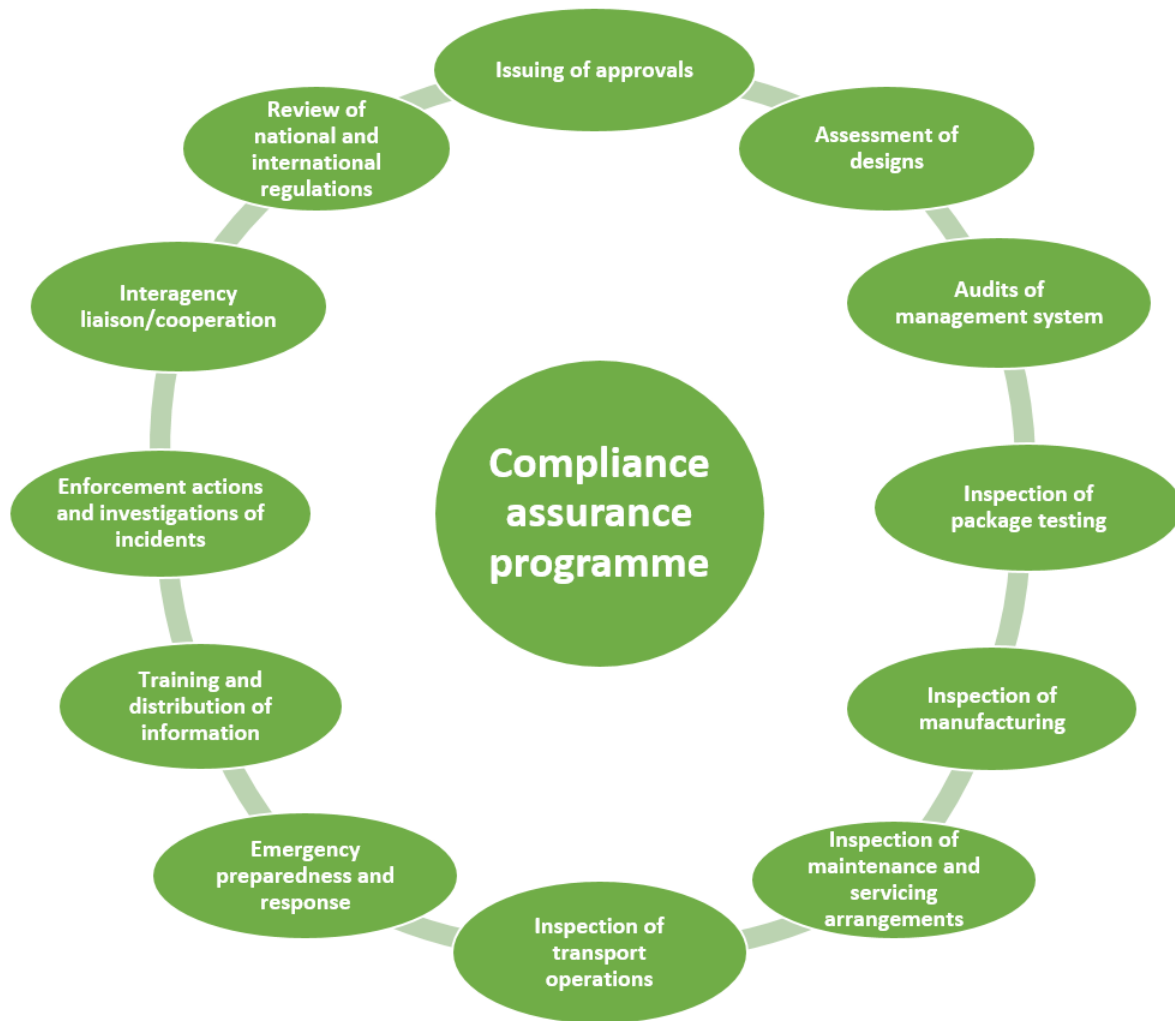 Issuing of approvals
Assessment of
designs
Audits of
management system
Inspection of
package testing
Inspection of
manufacturing
Inspection of
maintenance and
servicing
arrangements
Inspection of
transport
operations
Emergency
preparedness and
response
Training and
distribution of
information
Enforcement actions
and investigations of
incidents
Interagency
liaison/cooperation
Review of
national and
international
regulations
Compliance
assurance
programme